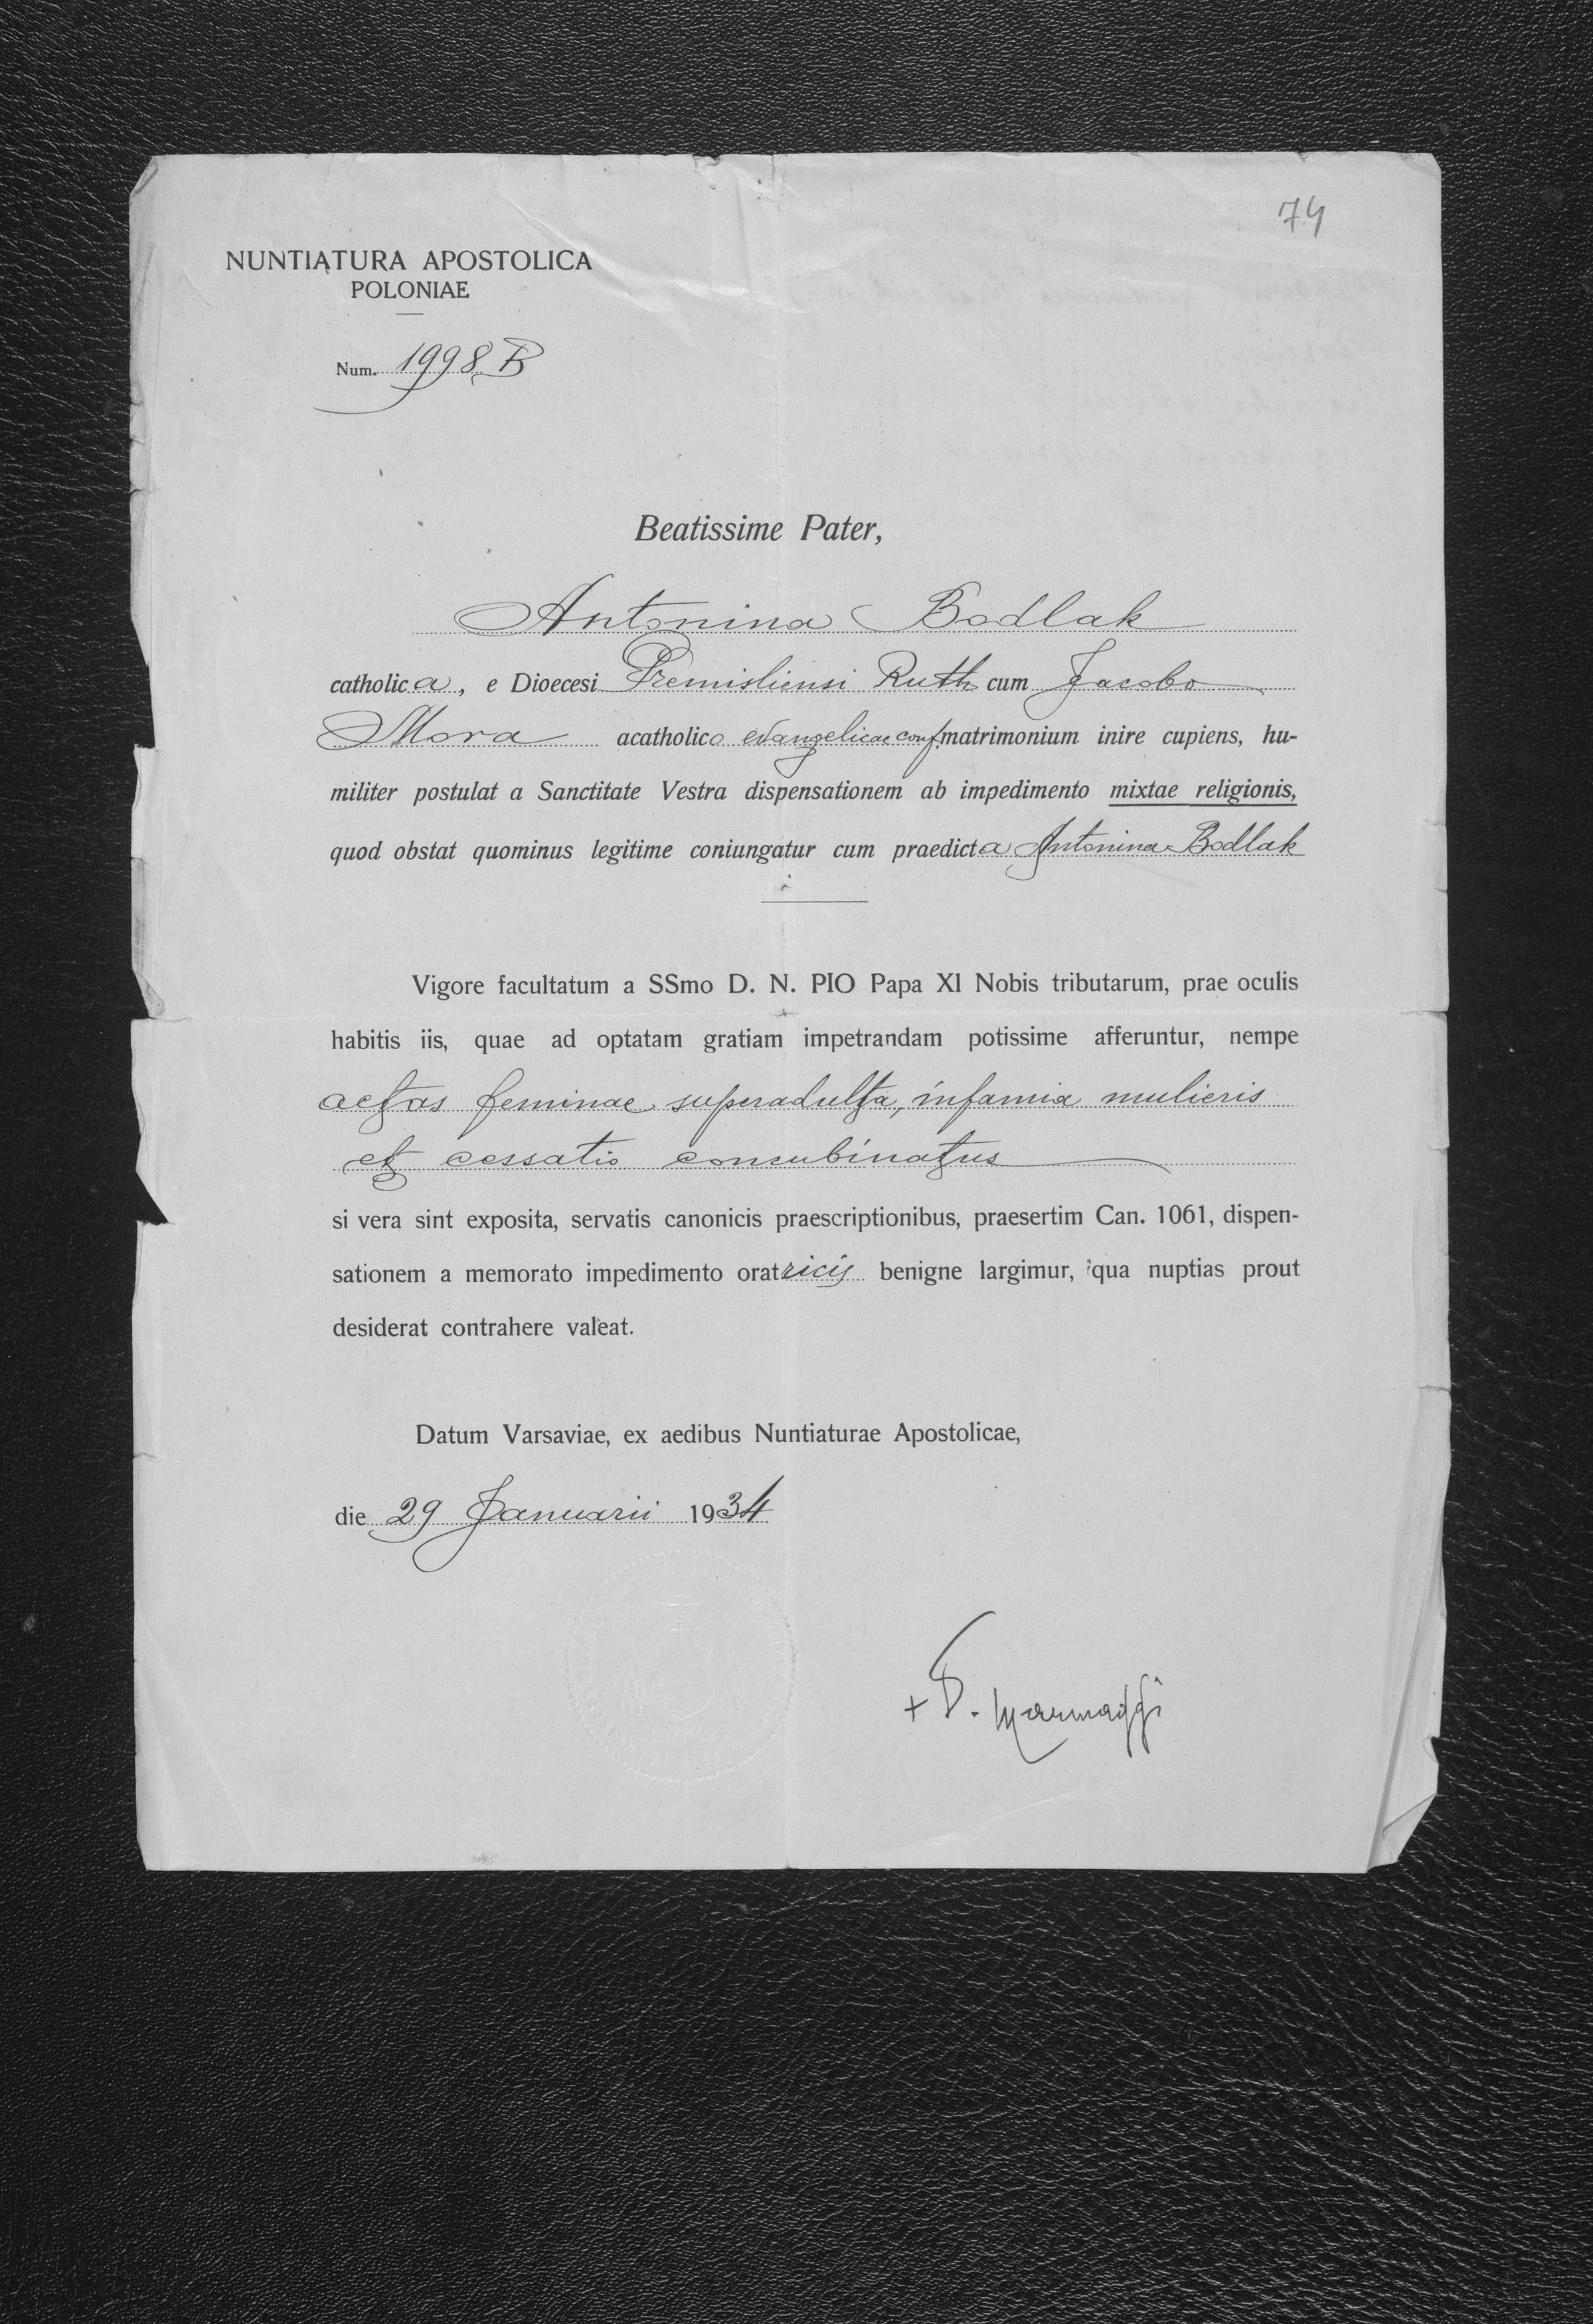 74
NUNTIATURA APOSTOLICA
POLONIAE
Num. 1998 B
Beatissime Pater,
Antonina Bodlak
catholica, e Dioecesi Premisliensi Ruth cum Jacobo
Mora acatholico evangelicae conf. matrimonium inire cupiens, hu-
militer postulat a Sanctitate Vestra dispensationem ab impedimento mixtae religionis,
quod obstat quominus legitime coniungatur cum praedicta Antonina Bodlak
Vigore facultatum a SSmo D. N. PIO Papa XI Nobis tributarum, prae oculis
habitis iis, quae ad optatam gratiam impetrandam potissime afferuntur, nempe
aetas feminae superadulta, infamia mulieris
et cessatio concubinatus
si vera sint exposita, servatis canonicis praescriptionibus, praesertim Can. 1061, dispen-
sationem a memorato impedimento oratricis benigne largimur, qua nuptias prout
desiderat contrahere valeat.
Datum Varsaviae, ex aedibus Nuntiaturae Apostolicae,
die 29 Januarii 1934
+ F. Marmaggi